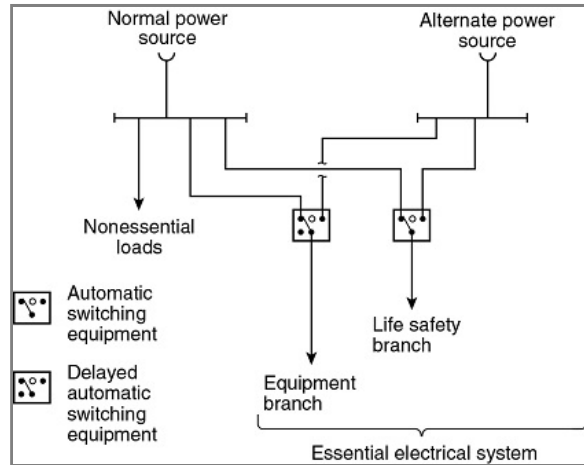 Normal power
source
Alternate power
source
Nonessential
loads
Automatic
switching
equipment
Delayed
automatic
switching
equipment
Life safety
branch
Equipment
branch
Essential electrical system